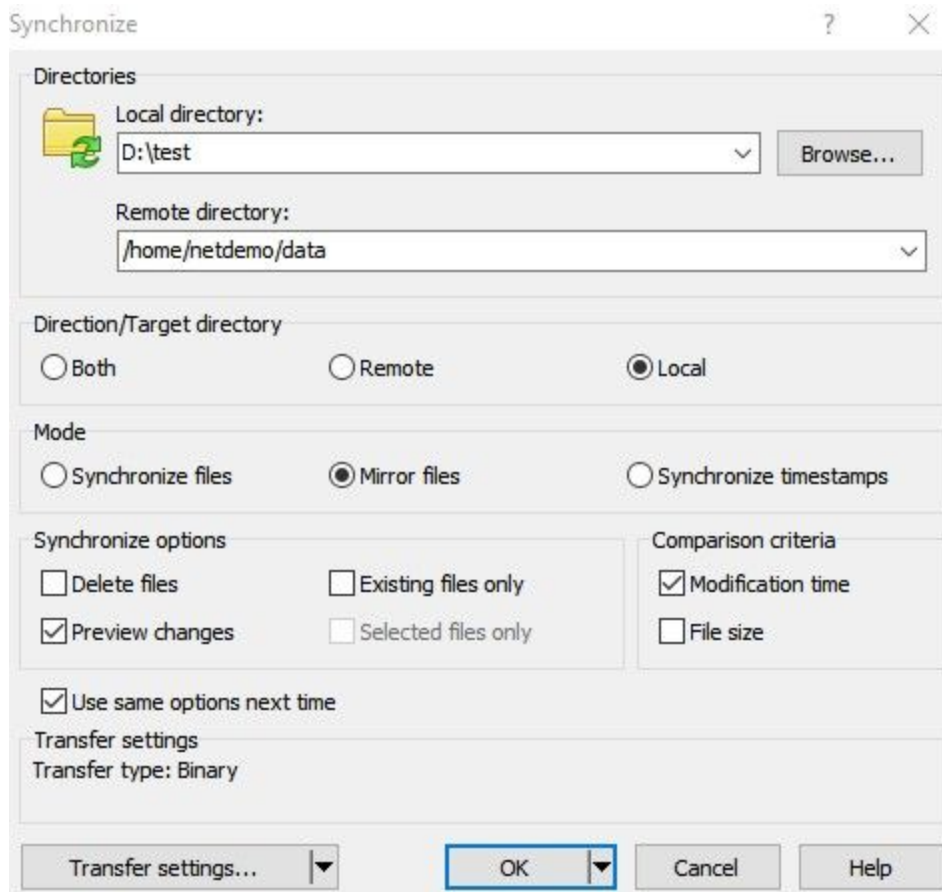 Synchronize ?
Directories
Local directory:
D:\test
Browse...
Remote directory:
/home/netdemo/data
Direction/Target directory
Both Remote Local
Mode
Synchronize files Mirror files Synchronize timestamps
Synchronize options Comparison criteria
Delete files Existing files only Modification time
Preview changes Selected files only File size
Use same options next time
Transfer settings
Transfer type: Binary
Transfer settings... OK Cancel Help